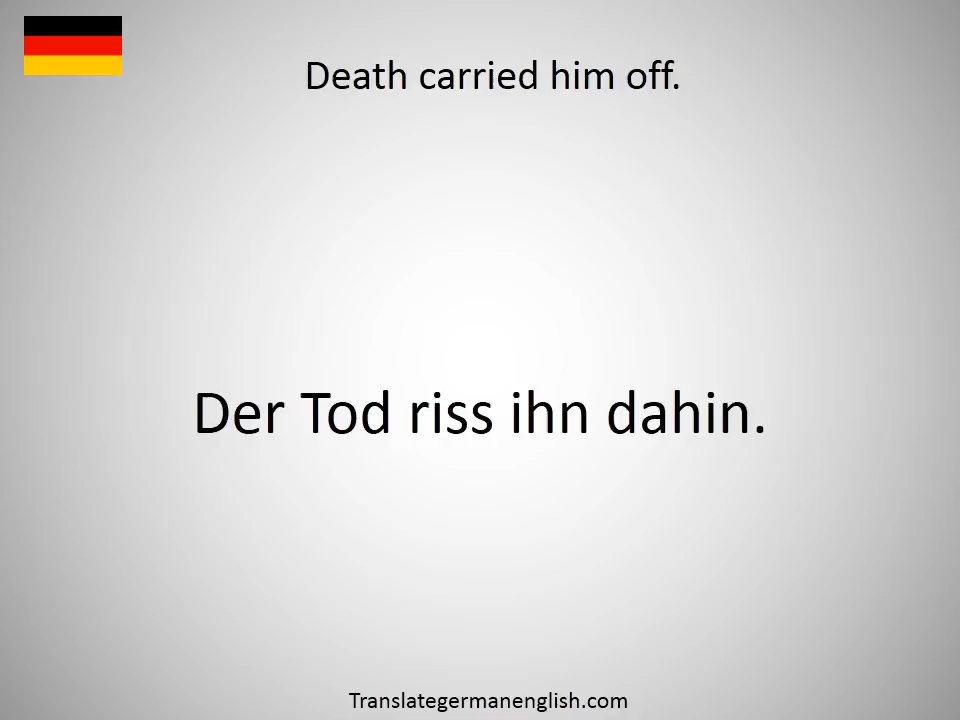 Death carried him off.
Der Tod riss ihn dahin.
Translategermanenglish.com